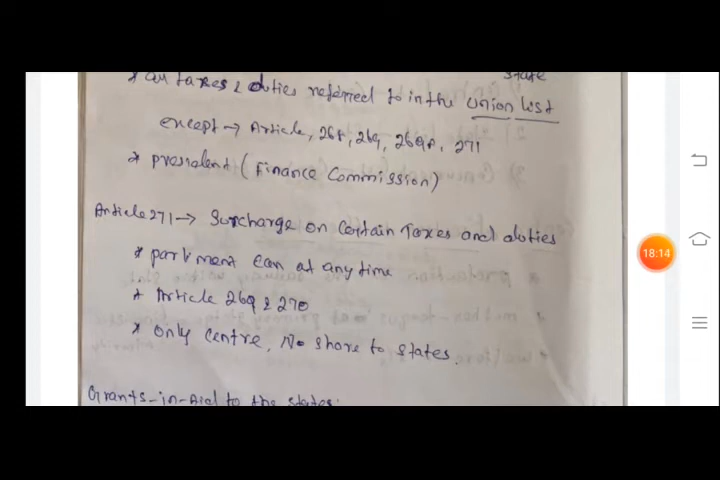 state
* all taxes & duties referred to in the union list
except → Article, 268, 269, 269A, 271
* president (Finance Commission)
Article 271 → Surcharge on Certain Taxes and duties
* parliment can at any time
* Article 269 & 270
* only centre, No share to states.
Grants-in-Aid to the states:
18:14